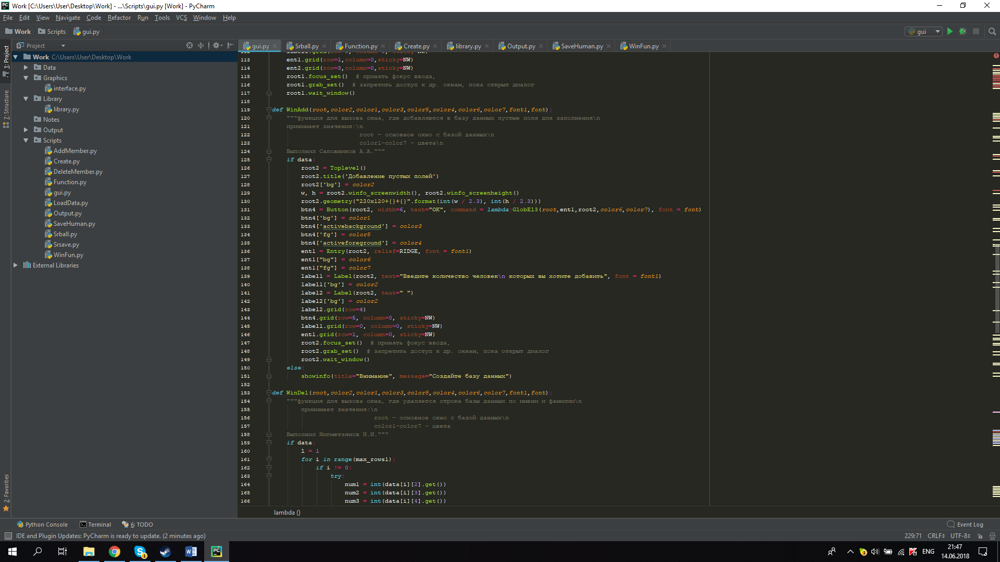 Work [C:\Users\User\Desktop\Work] - ...\Scripts\gui.py [Work] - PyCharm
File Edit View Navigate Code Refactor Run Tools VCS Window Help
Work Scripts gui.py gui
Project
gui.py Srball.py Function.py Create.py library.py Output.py SaveHuman.py WinFun.py
1: Project
7: Structure
2: Favorites
Work C:\Users\User\Desktop\Work
Data
Graphics
interface.py
Library
library.py
Notes
Output
Scripts
AddMember.py
Create.py
DeleteMember.py
Function.py
gui.py
LoadData.py
Output.py
SaveHuman.py
Srball.py
Srsave.py
WinFun.py
External Libraries
113 ent1.grid(row=1,column=0,sticky=NW)
114 ent2.grid(row=3,column=0,sticky=NW)
115 root1.focus_set() # принять фокус ввода,
116 root1.grab_set() # запретить доступ к др. окнам, пока открыт диалог
117 root1.wait_window()
118
119 def WinAdd(root,color2,color1,color3,color5,color4,color6,color7,font1,font):
120 """функция для вызова окна, где добавляются в базу данных пустые поля для заполнения\n
121 принимает значения:\n
122 root - основное окно с базой данных\n
123 color1-color7 - цвета\n
124 Выполнил Сапожников А.А."""
125 if data:
126 root2 = Toplevel()
127 root2.title('Добавление пустых полей')
128 root2['bg'] = color2
129 w, h = root2.winfo_screenwidth(), root2.winfo_screenheight()
130 root2.geometry("220x120+{}+{}".format(int(w / 2.3), int(h / 2.3)))
131 btn4 = Button(root2, width=6, text="OK", command = lambda:GlobEl3(root,ent1,root2,color6,color7), font = font)
132 btn4['bg'] = color1
133 btn4['activebackground'] = color3
134 btn4['fg'] = color5
135 btn4['activeforeground'] = color4
136 ent1 = Entry(root2, relief=RIDGE, font = font1)
137 ent1["bg"] = color6
138 ent1["fg"] = color7
139 label1 = Label(root2, text="Введите количество человек\n которых вы хотите добавить", font = font1)
140 label1['bg'] = color2
141 label2 = Label(root2, text=" ")
142 label2['bg'] = color2
143 label2.grid(row=4)
144 btn4.grid(row=5, column=0, sticky=NW)
145 label1.grid(row=0, column=0, sticky=NW)
146 ent1.grid(row=1, column=0, sticky=NW)
147 root2.focus_set() # принять фокус ввода,
148 root2.grab_set() # запретить доступ к др. окнам, пока открыт диалог
149 root2.wait_window()
150 else:
151 showinfo(title="Внимание", message="Создайте базу данных")
152
153 def WinDel(root,color2,color1,color3,color5,color4,color6,color7,font1,font):
154 """функция для вызова окна, где удаляется строка базы данных по имени и фамилии\n
155 принимает значения:\n
156 root - основное окно с базой данных\n
157 color1-color7 - цвета
158 Выполнил Нигметзянов И.И."""
159 if data:
160 l = 1
161 for i in range(max_rows1):
162 if i != 0:
163 try:
164 num1 = int(data[i][2].get())
165 num2 = int(data[i][3].get())
166 num3 = int(data[i][4].get())
lambda ()
Python Console Terminal 6: TODO Event Log
IDE and Plugin Updates: PyCharm is ready to update. (2 minutes ago) 229:71 CRLF UTF-8
ENG 21:47
14.06.2018